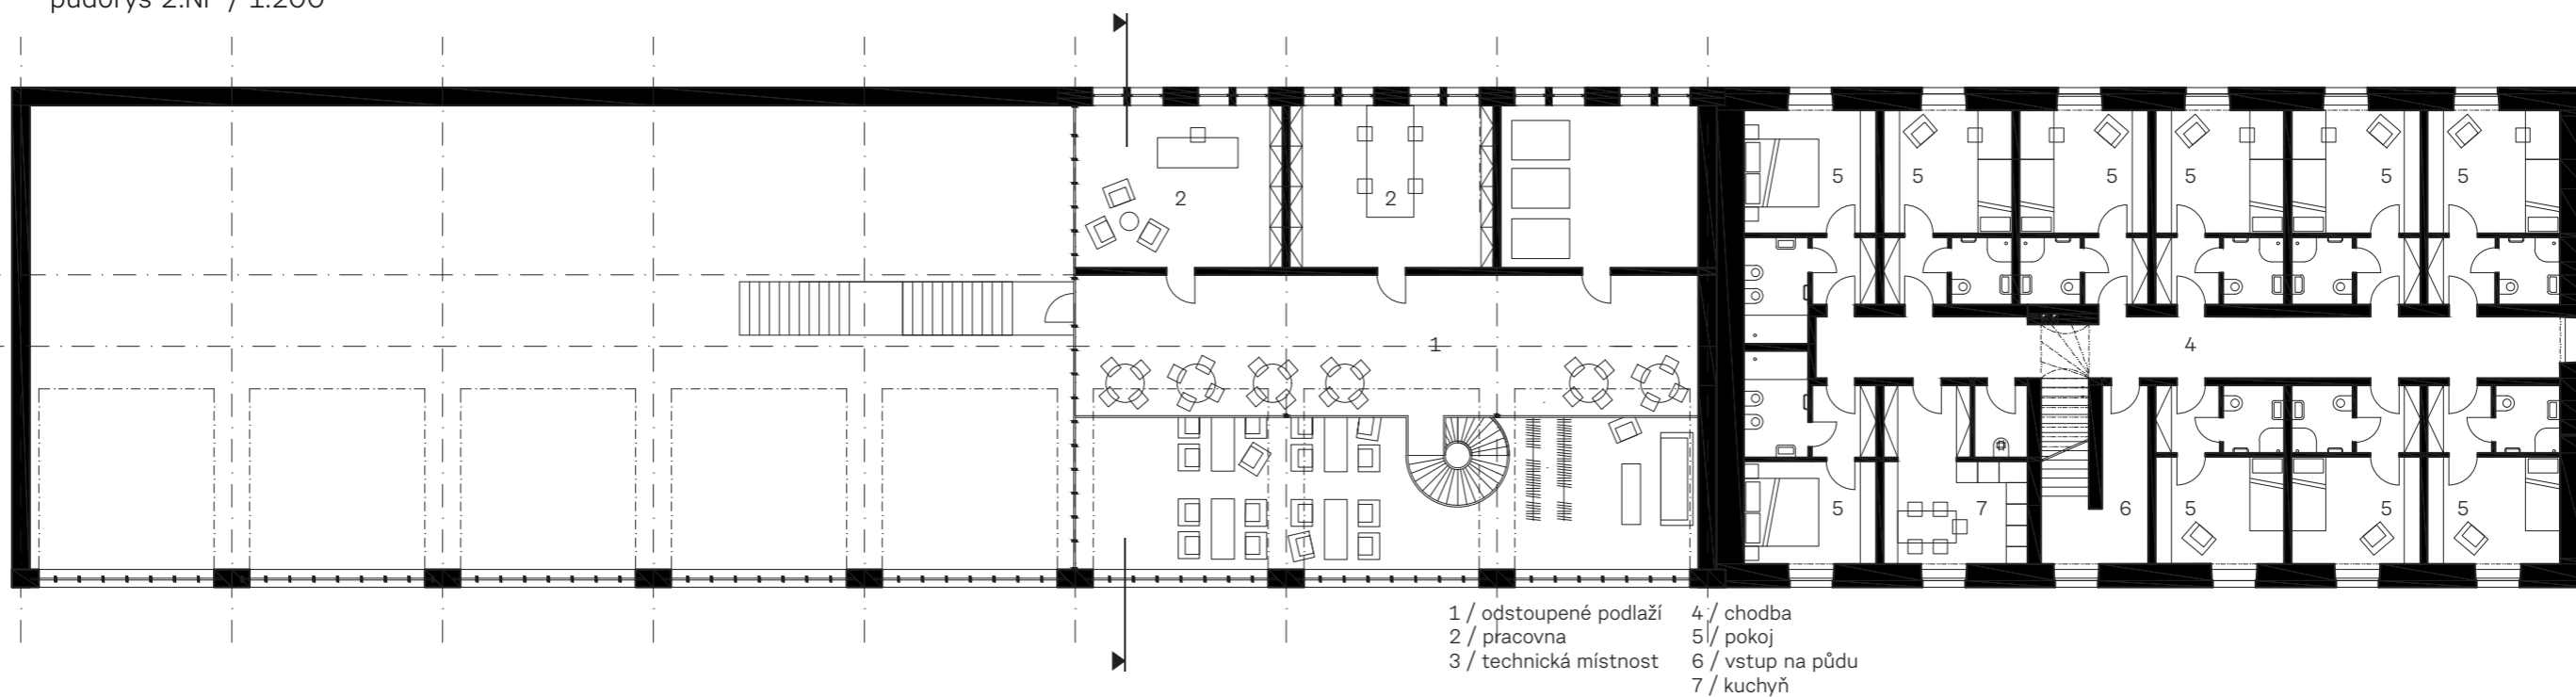 půdorys 2.NP / 1:200
2
2
5
5
5
5
5
5
1
4
5
7
6
5
5
5
1 / odstoupené podlaží
2 / pracovna
3 / technická místnost
4 / chodba
5 / pokoj
6 / vstup na půdu
7 / kuchyň